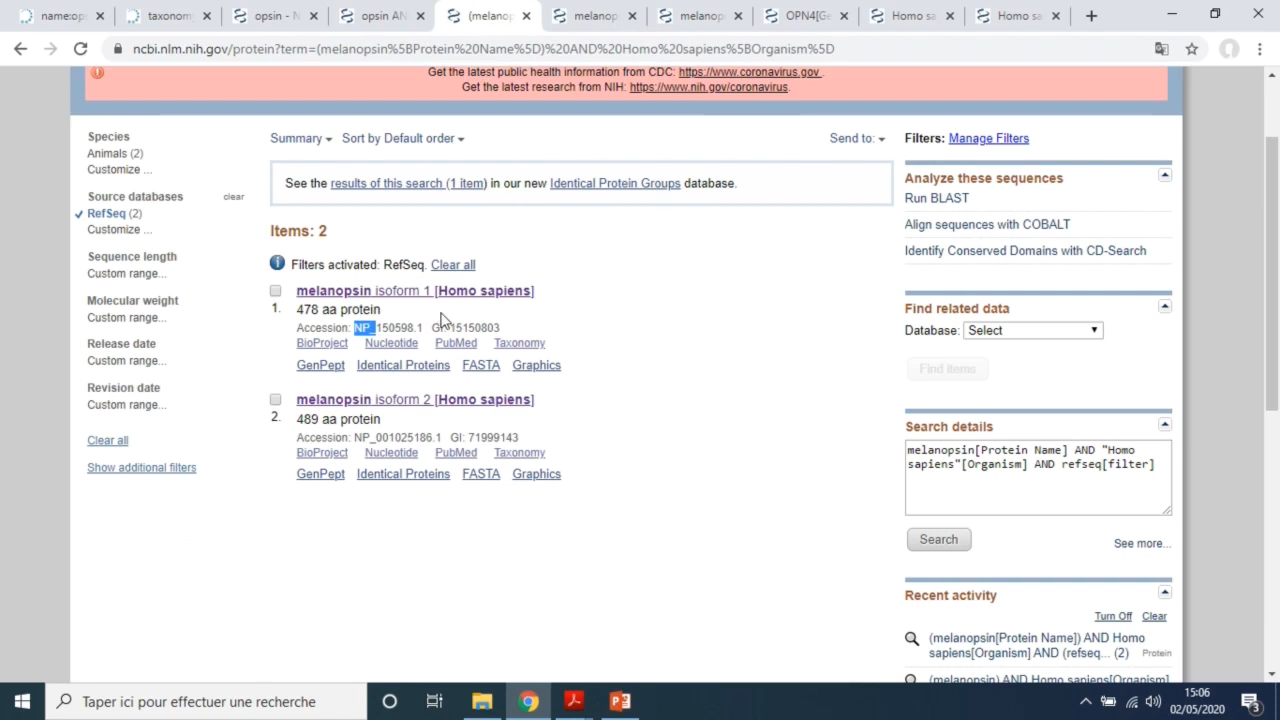 name:ops
taxonom
opsin - N
opsin AN
(melanop
melanop
melanop
OPN4[Ge
Homo sa
Homo sa
ncbi.nlm.nih.gov/protein?term=(melanopsin%5BProtein%20Name%5D)%20AND%20Homo%20sapiens%5BOrganism%5D
Get the latest public health information from CDC: https://www.coronavirus.gov.
Get the latest research from NIH: https://www.nih.gov/coronavirus.
Species
Animals (2)
Customize ...
Source databases clear
RefSeq (2)
Customize ...
Sequence length
Custom range...
Molecular weight
Custom range...
Release date
Custom range...
Revision date
Custom range...
Clear all
Show additional filters
Summary Sort by Default order Send to:
See the results of this search (1 item) in our new Identical Protein Groups database.
Items: 2
Filters activated: RefSeq. Clear all
melanopsin isoform 1 [Homo sapiens]
1. 478 aa protein
Accession: NP_150598.1 GI: 15150803
BioProject Nucleotide PubMed Taxonomy
GenPept Identical Proteins FASTA Graphics
melanopsin isoform 2 [Homo sapiens]
2. 489 aa protein
Accession: NP_001025186.1 GI: 71999143
BioProject Nucleotide PubMed Taxonomy
GenPept Identical Proteins FASTA Graphics
Filters: Manage Filters
Analyze these sequences
Run BLAST
Align sequences with COBALT
Identify Conserved Domains with CD-Search
Find related data
Database: Select
Find items
Search details
melanopsin[Protein Name] AND "Homo
sapiens"[Organism] AND refseq[filter]
Search
See more...
Recent activity
Turn Off Clear
(melanopsin[Protein Name]) AND Homo
sapiens[Organism] AND (refseq... (2) Protein
(melanopsin) AND Homo sapiens[Organism]
Taper ici pour effectuer une recherche
15:06
02/05/2020
3